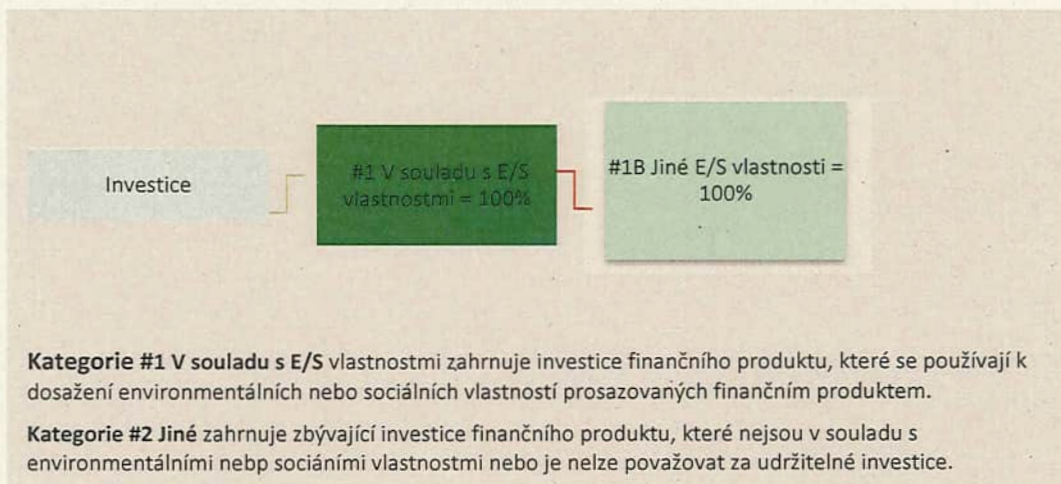 Investice
#1 V souladu s E/S
vlastnostmi = 100%
#1B Jiné E/S vlastnosti =
100%
Kategorie #1 V souladu s E/S vlastnostmi zahrnuje investice finančního produktu, které se používají k
dosažení environmentálních nebo sociálních vlastností prosazovaných finančním produktem.
Kategorie #2 Jiné zahrnuje zbývající investice finančního produktu, které nejsou v souladu s
environmentálními nebp sociáními vlastnostmi nebo je nelze považovat za udržitelné investice.